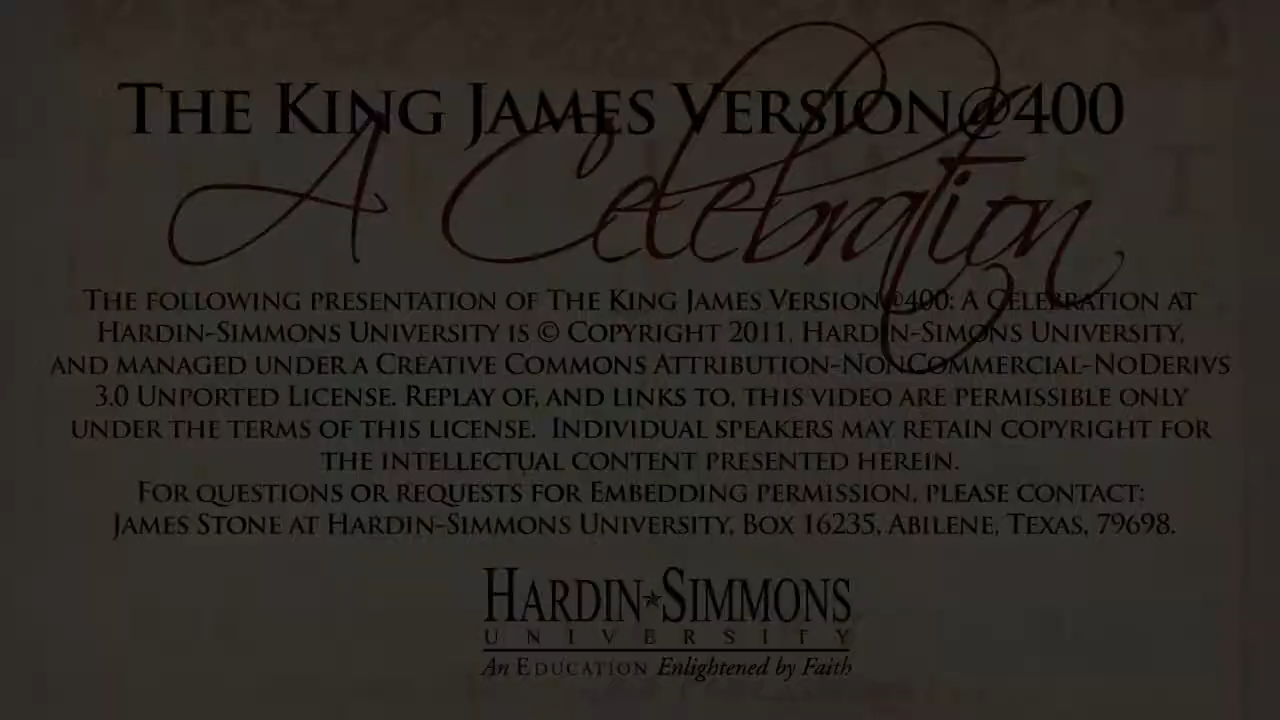 THE KING JAMES VERSION@400
A Celebration
THE FOLLOWING PRESENTATION OF THE KING JAMES VERSION@400: A CELEBRATION AT
HARDIN-SIMMONS UNIVERSITY IS © COPYRIGHT 2011, HARDIN-SIMONS UNIVERSITY,
AND MANAGED UNDER A CREATIVE COMMONS ATTRIBUTION-NONCOMMERCIAL-NODERIVS
3.0 UNPORTED LICENSE. REPLAY OF, AND LINKS TO, THIS VIDEO ARE PERMISSIBLE ONLY
UNDER THE TERMS OF THIS LICENSE. INDIVIDUAL SPEAKERS MAY RETAIN COPYRIGHT FOR
THE INTELLECTUAL CONTENT PRESENTED HEREIN.
FOR QUESTIONS OR REQUESTS FOR EMBEDDING PERMISSION, PLEASE CONTACT:
JAMES STONE AT HARDIN-SIMMONS UNIVERSITY, BOX 16235, ABILENE, TEXAS, 79698.
HARDIN★SIMMONS
UNIVERSITY
An EDUCATION Enlightened by Faith